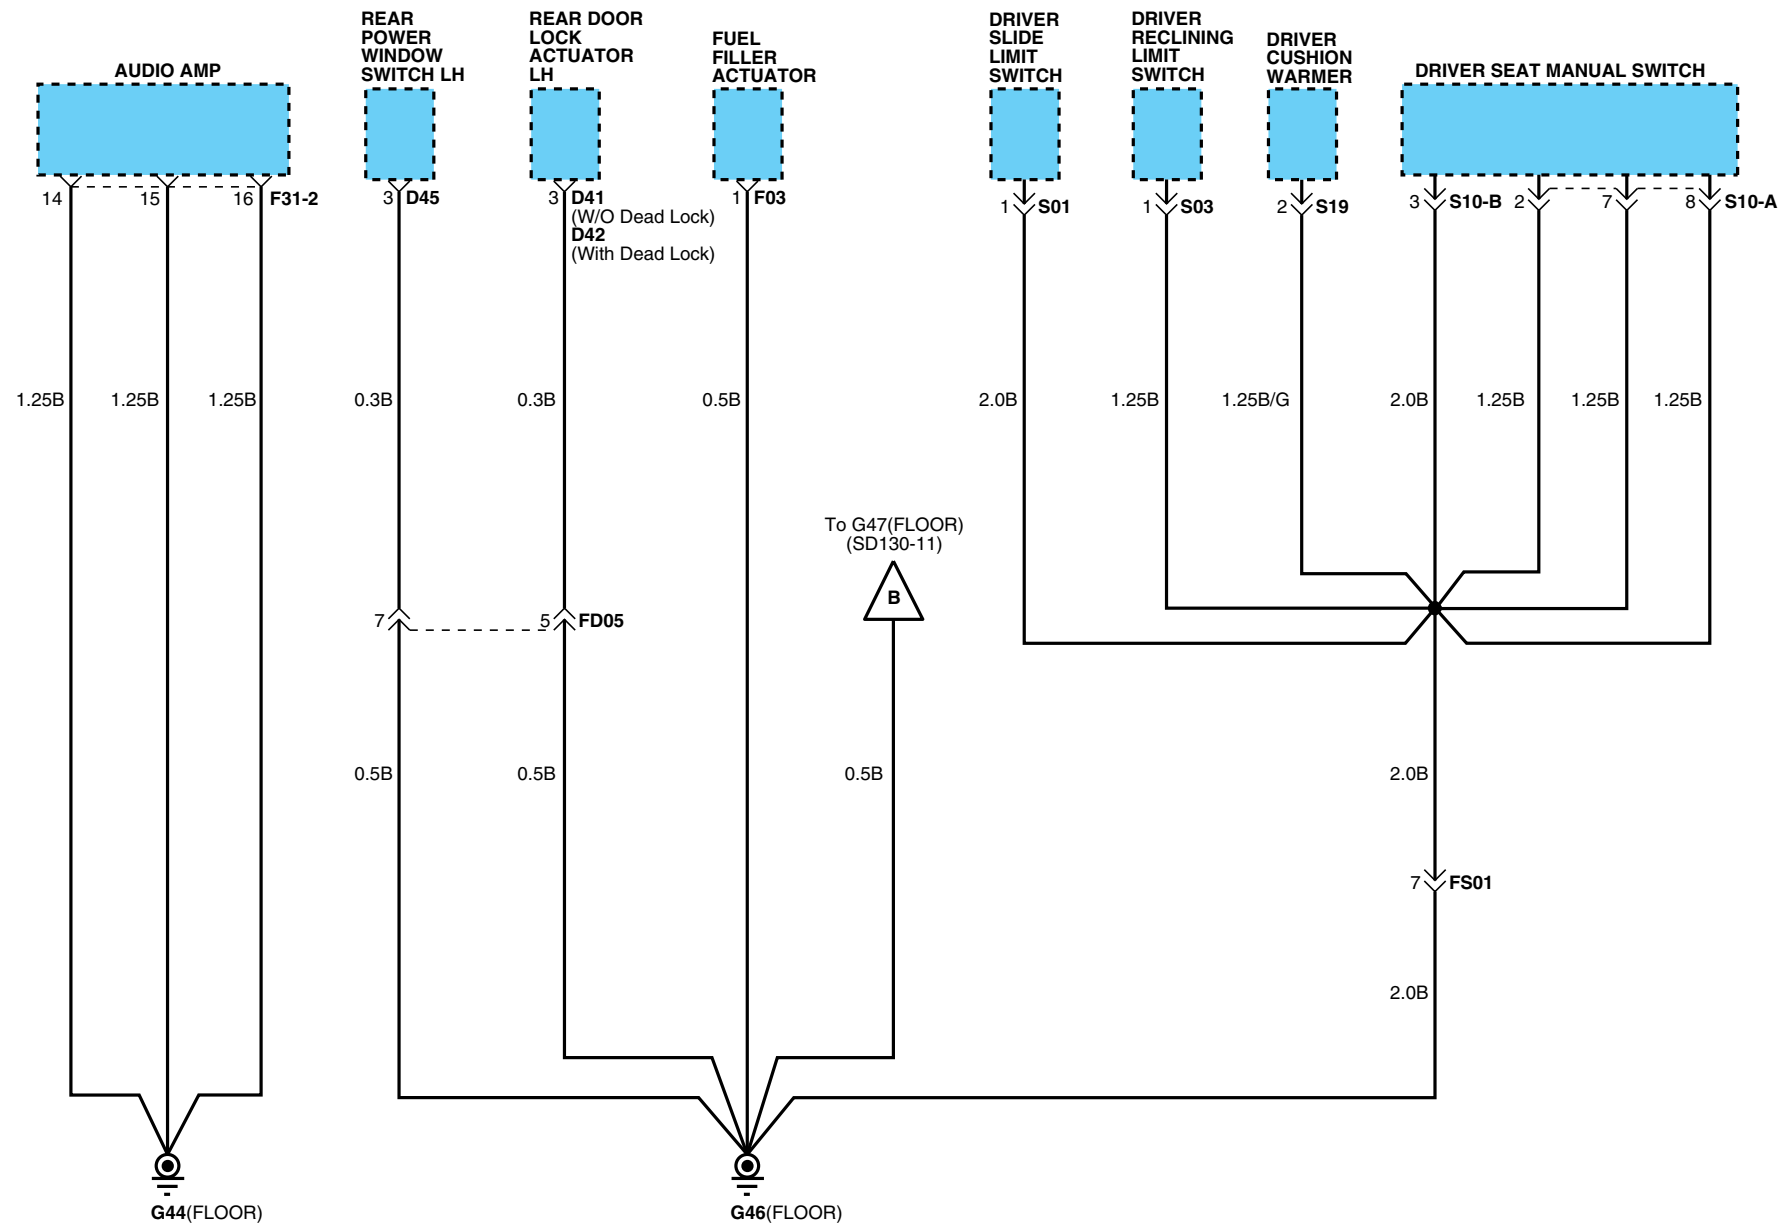 AUDIO AMP
REAR
POWER
WINDOW
SWITCH LH
REAR DOOR
LOCK
ACTUATOR
LH
FUEL
FILLER
ACTUATOR
DRIVER
SLIDE
LIMIT
SWITCH
DRIVER
RECLINING
LIMIT
SWITCH
DRIVER
CUSHION
WARMER
DRIVER SEAT MANUAL SWITCH
14 15 16 F31-2
3 D45
3 D41
(W/O Dead Lock)
D42
(With Dead Lock)
1 F03
1 S01
1 S03
2 S19
3 S10-B 2 7 8 S10-A
1.25B 1.25B 1.25B 0.3B 0.3B 0.5B 2.0B 1.25B 1.25B/G 2.0B 1.25B 1.25B 1.25B
To G47(FLOOR)
(SD130-11)
B
7 5 FD05
0.5B 0.5B 0.5B 2.0B
7 FS01
2.0B
G44(FLOOR)
G46(FLOOR)